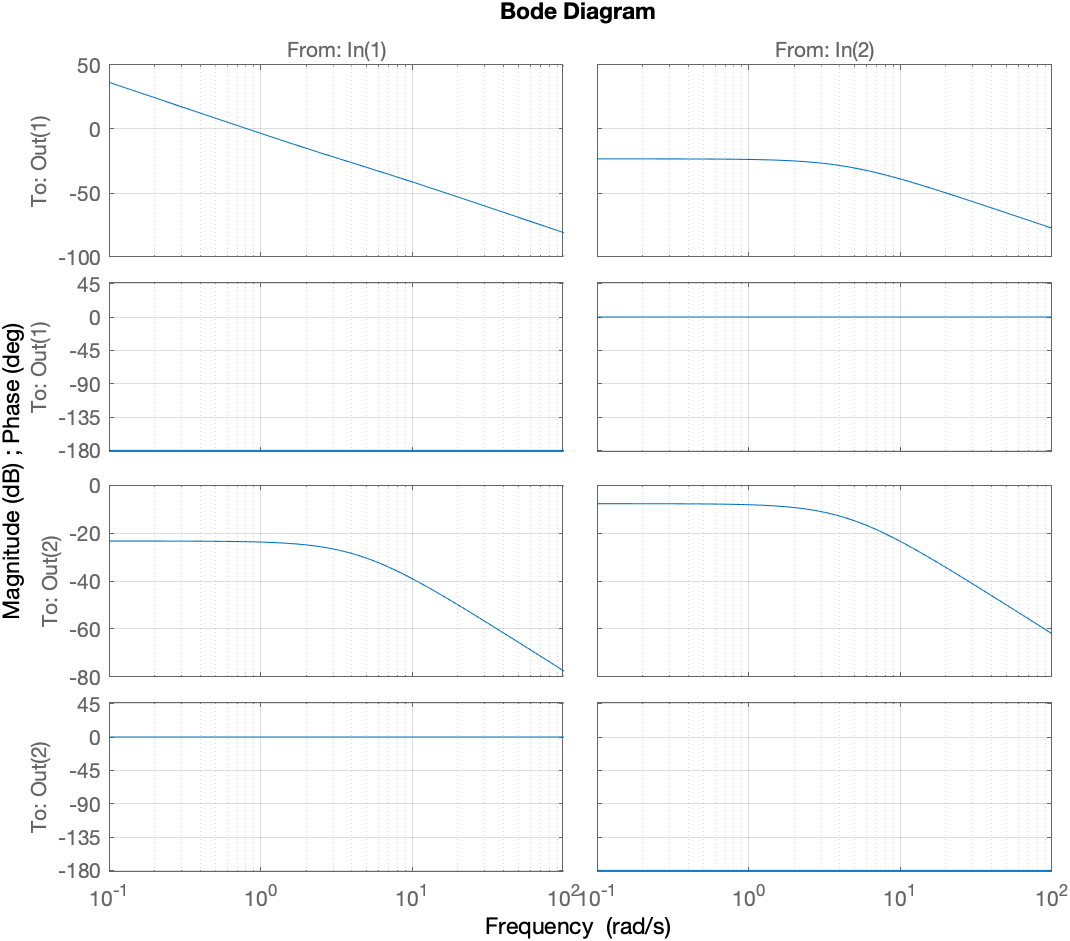 Bode Diagram
From: In(1)
From: In(2)
To: Out(1)
50
0
-50
-100
To: Out(1)
45
0
-45
-90
-135
-180
Magnitude (dB) ; Phase (deg)
To: Out(2)
0
-20
-40
-60
-80
To: Out(2)
45
0
-45
-90
-135
-180
10^-1 10^0 10^1 10^2 10^-1 10^0 10^1 10^2
Frequency (rad/s)